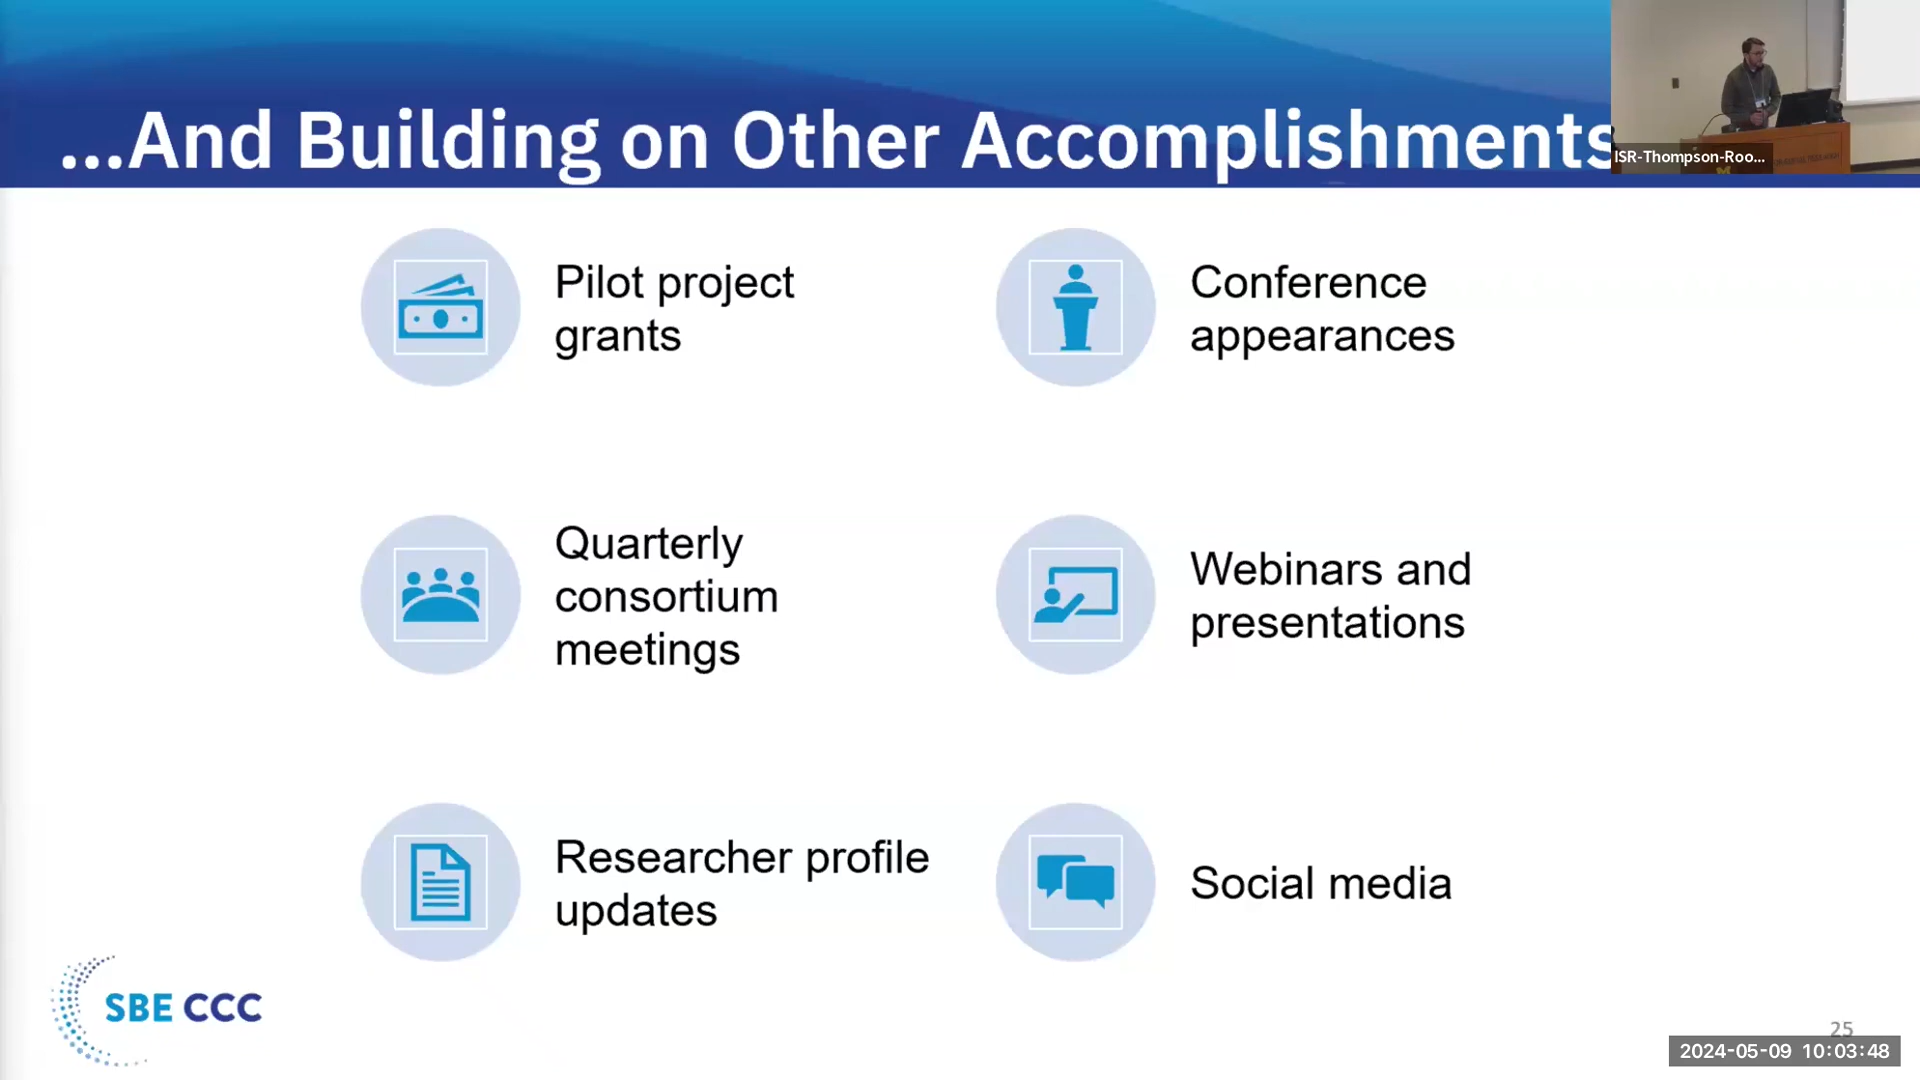 ...And Building on Other Accomplishments
ISR-Thompson-Roo...
Pilot project
grants
Conference
appearances
Quarterly
consortium
meetings
Webinars and
presentations
Researcher profile
updates
Social media
SBE CCC
25
2024-05-09 10:03:48